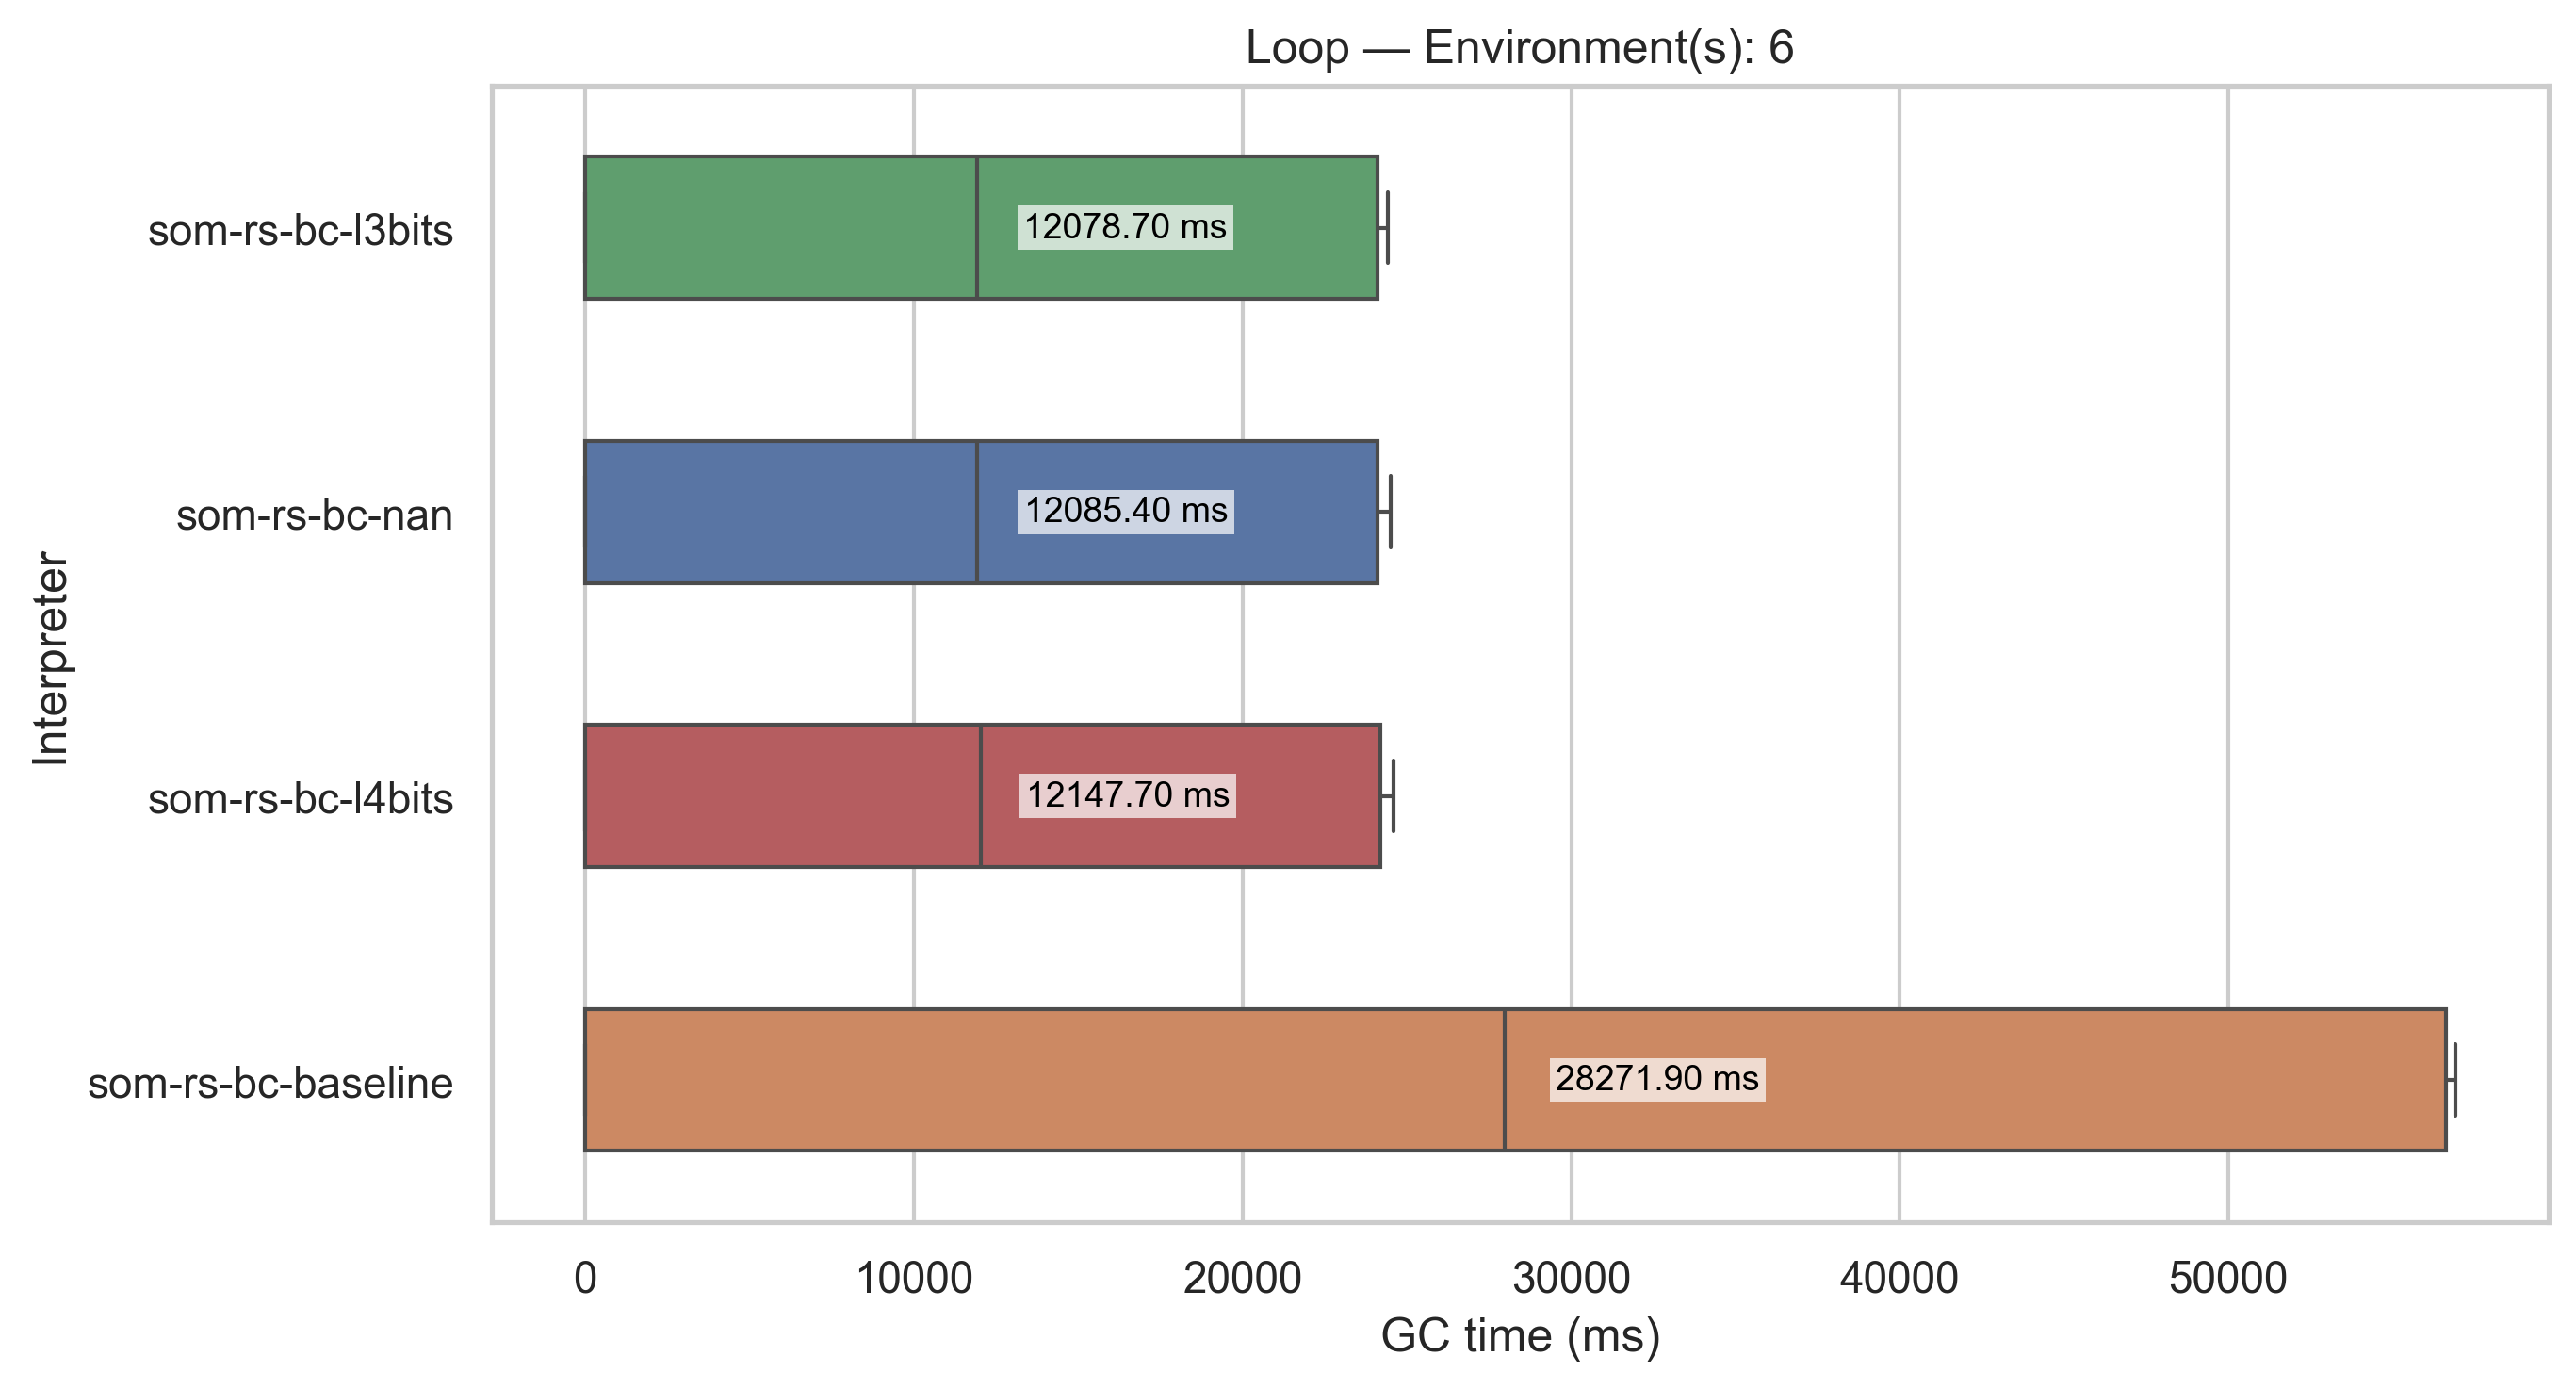 Loop — Environment(s): 6
som-rs-bc-l3bits
12078.70 ms
som-rs-bc-nan
12085.40 ms
Interpreter
som-rs-bc-l4bits
12147.70 ms
som-rs-bc-baseline
28271.90 ms
0 10000 20000 30000 40000 50000
GC time (ms)